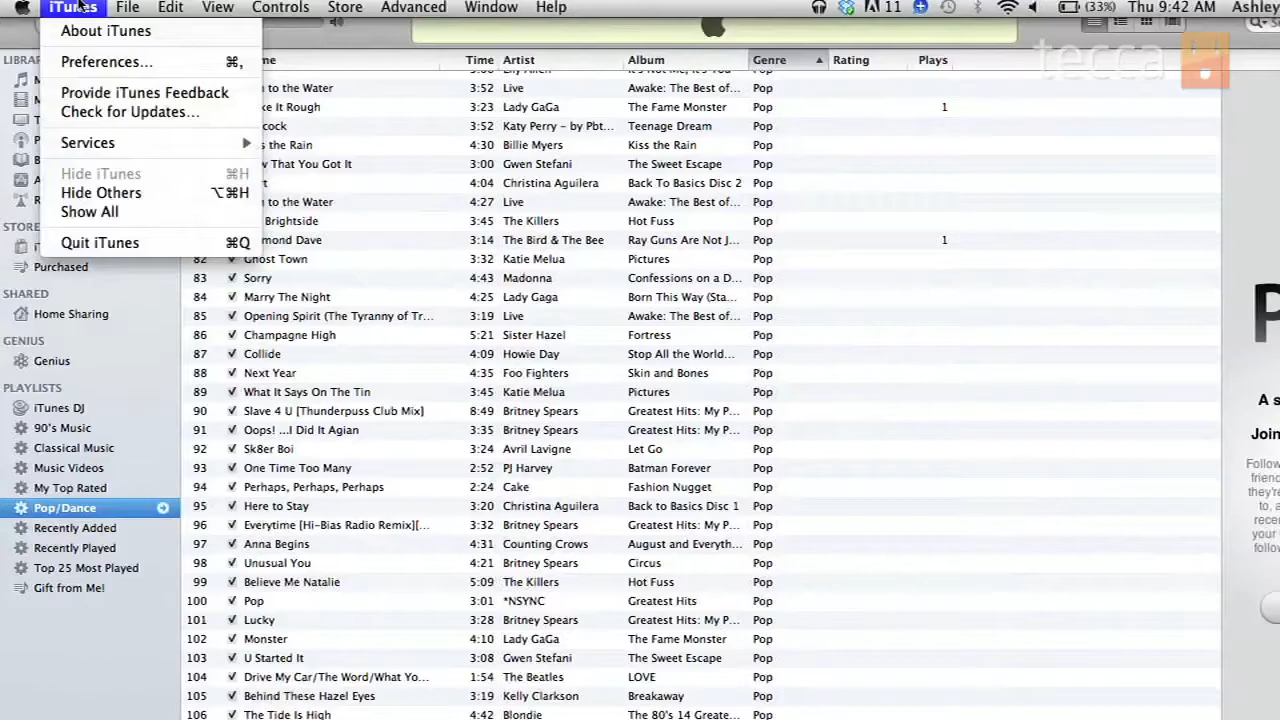 iTunes File Edit View Controls Store Advanced Window Help 11 (33%) Thu 9:42 AM Ashley
About iTunes
Preferences... ⌘,
Provide iTunes Feedback
Check for Updates...
Services
Hide iTunes ⌘H
Hide Others ⌥⌘H
Show All
Quit iTunes ⌘Q
tecca
Time Artist Album Genre Rating Plays
to the Water 3:52 Live Awake: The Best of... Pop
3:23 Lady GaGa The Fame Monster Pop 1
3:52 Katy Perry - by Pbt... Teenage Dream Pop
the Rain 4:30 Billie Myers Kiss the Rain Pop
That You Got It 3:00 Gwen Stefani The Sweet Escape Pop
4:04 Christina Aguilera Back To Basics Disc 2 Pop
to the Water 4:27 Live Awake: The Best of... Pop
Brightside 3:45 The Killers Hot Fuss Pop
Dave 3:14 The Bird & The Bee Ray Guns Are Not J... Pop 1
82 Ghost Town 3:32 Katie Melua Pictures Pop
83 Sorry 4:43 Madonna Confessions on a D... Pop
84 Marry The Night 4:25 Lady Gaga Born This Way (Sta... Pop
85 Opening Spirit (The Tyranny of Tr... 3:19 Live Awake: The Best of... Pop
86 Champagne High 5:21 Sister Hazel Fortress Pop
87 Collide 4:09 Howie Day Stop All the World... Pop
88 Next Year 4:35 Foo Fighters Skin and Bones Pop
89 What It Says On The Tin 3:45 Katie Melua Pictures Pop
90 Slave 4 U [Thunderpuss Club Mix] 8:49 Britney Spears Greatest Hits: My P... Pop
91 Oops! ...I Did It Agian 3:35 Britney Spears Greatest Hits: My P... Pop
92 Sk8er Boi 3:24 Avril Lavigne Let Go Pop
93 One Time Too Many 2:52 PJ Harvey Batman Forever Pop
94 Perhaps, Perhaps, Perhaps 2:24 Cake Fashion Nugget Pop
95 Here to Stay 3:20 Christina Aguilera Back to Basics Disc 1 Pop
96 Everytime [Hi-Bias Radio Remix][... 3:32 Britney Spears Greatest Hits: My P... Pop
97 Anna Begins 4:31 Counting Crows August and Everyth... Pop
98 Unusual You 4:21 Britney Spears Circus Pop
99 Believe Me Natalie 5:09 The Killers Hot Fuss Pop
100 Pop 3:01 *NSYNC Greatest Hits Pop
101 Lucky 3:28 Britney Spears Greatest Hits: My P... Pop
102 Monster 4:10 Lady GaGa The Fame Monster Pop
103 U Started It 3:08 Gwen Stefani The Sweet Escape Pop
104 Drive My Car/The Word/What Yo... 1:54 The Beatles LOVE Pop
105 Behind These Hazel Eyes 3:19 Kelly Clarkson Breakaway Pop
106 The Tide Is High 4:42 Blondie The 80's 14 Greate... Pop
STORE
Purchased
SHARED
Home Sharing
GENIUS
Genius
PLAYLISTS
iTunes DJ
90's Music
Classical Music
Music Videos
My Top Rated
Pop/Dance
Recently Added
Recently Played
Top 25 Most Played
Gift from Me!
A s
Join
Follow
friend
they're
to, a
recen
your
follow